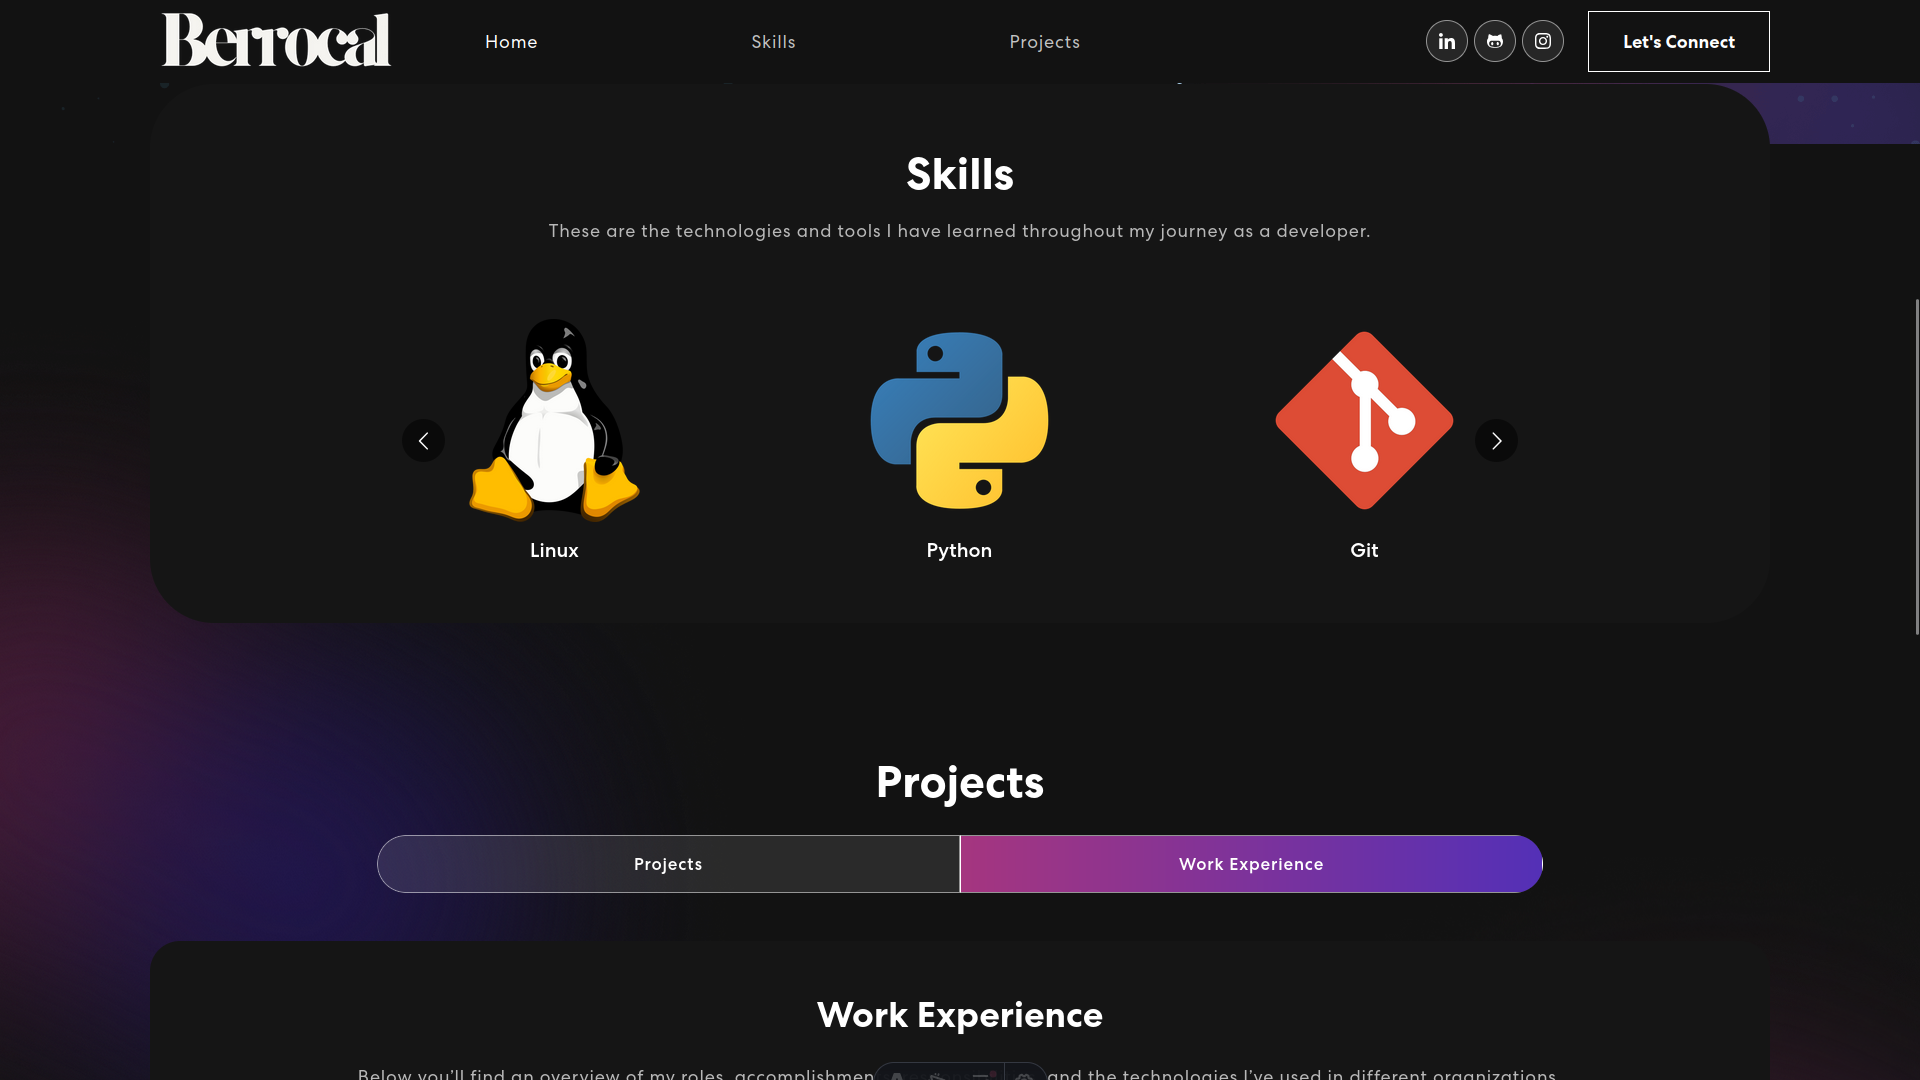 Berrocal
Home
Skills
Projects
in
Let's Connect
Skills
These are the technologies and tools I have learned throughout my journey as a developer.
Linux
Python
Git
Projects
Projects
Work Experience
Work Experience
Below you'll find an overview of my roles, accomplishmen and the technologies I've used in different organizations